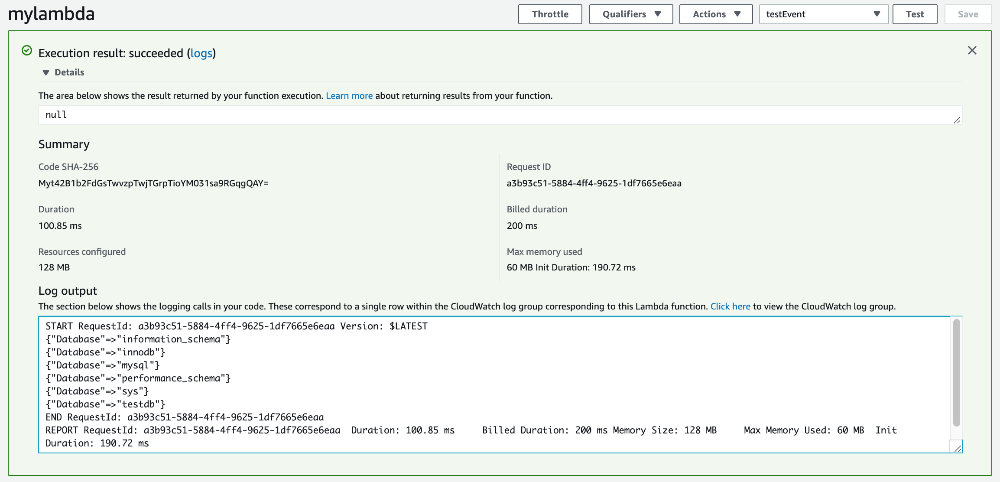 mylambda
Throttle
Qualifiers
Actions
testEvent
Test
Save
Execution result: succeeded (logs)
Details
The area below shows the result returned by your function execution. Learn more about returning results from your function.
null
Summary
Code SHA-256
Myt42B1b2FdGsTwvzpTwjTGrpTioYM031sa9RGqgQAY=
Request ID
a3b93c51-5884-4ff4-9625-1df7665e6eaa
Duration
100.85 ms
Billed duration
200 ms
Resources configured
128 MB
Max memory used
60 MB Init Duration: 190.72 ms
Log output
The section below shows the logging calls in your code. These correspond to a single row within the CloudWatch log group corresponding to this Lambda function. Click here to view the CloudWatch log group.
START RequestId: a3b93c51-5884-4ff4-9625-1df7665e6eaa Version: $LATEST
{"Database"=>"information_schema"}
{"Database"=>"innodb"}
{"Database"=>"mysql"}
{"Database"=>"performance_schema"}
{"Database"=>"sys"}
{"Database"=>"testdb"}
END RequestId: a3b93c51-5884-4ff4-9625-1df7665e6eaa
REPORT RequestId: a3b93c51-5884-4ff4-9625-1df7665e6eaa Duration: 100.85 ms Billed Duration: 200 ms Memory Size: 128 MB Max Memory Used: 60 MB Init
Duration: 190.72 ms